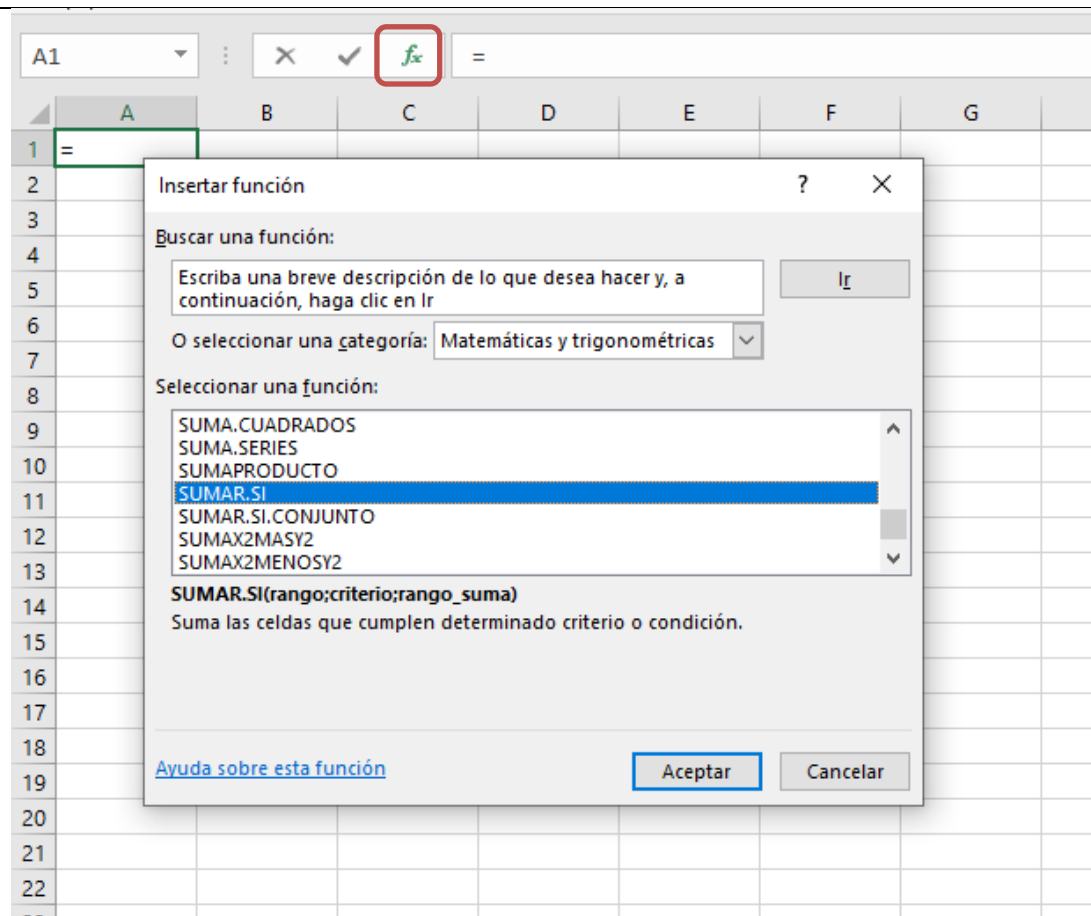 A1
fx
=
A B C D E F G
1 =
2
3
4
5
6
7
8
9
10
11
12
13
14
15
16
17
18
19
20
21
22
Insertar función ?
Buscar una función:
Escriba una breve descripción de lo que desea hacer y, a
continuación, haga clic en Ir
Ir
O seleccionar una categoría: Matemáticas y trigonométricas
Seleccionar una función:
SUMA.CUADRADOS
SUMA.SERIES
SUMAPRODUCTO
SUMAR.SI
SUMAR.SI.CONJUNTO
SUMAX2MASY2
SUMAX2MENOSY2
SUMAR.SI(rango;criterio;rango_suma)
Suma las celdas que cumplen determinado criterio o condición.
Ayuda sobre esta función
Aceptar
Cancelar